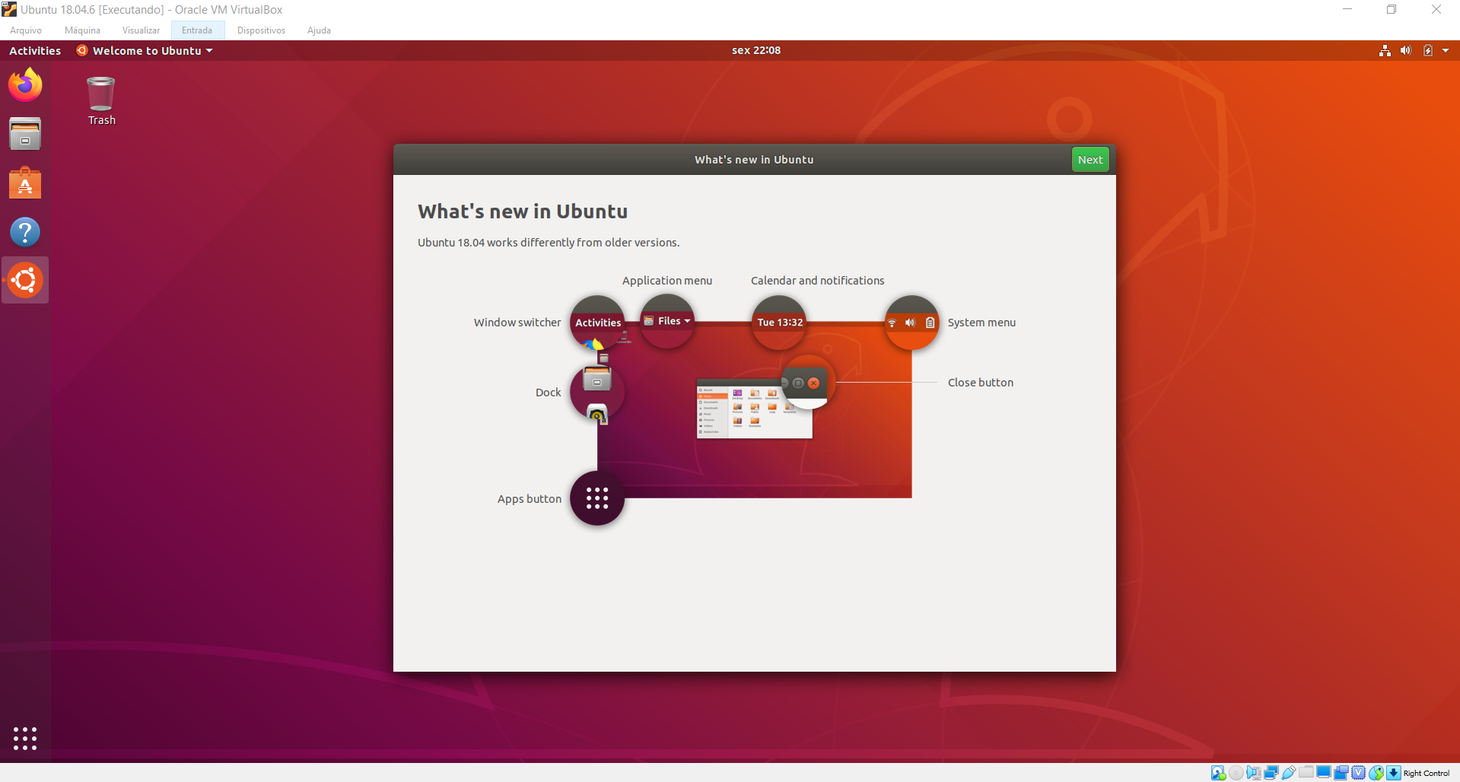 Ubuntu 18.04.6 [Executando] - Oracle VM VirtualBox
Arquivo Máquina Visualizar Entrada Dispositivos Ajuda
Activities Welcome to Ubuntu sex 22:08
Trash
What's new in Ubuntu Next
What's new in Ubuntu
Ubuntu 18.04 works differently from older versions.
Application menu Calendar and notifications
Window switcher Activities Files Tue 13:32 System menu
Close button
Dock
Apps button
Right Control